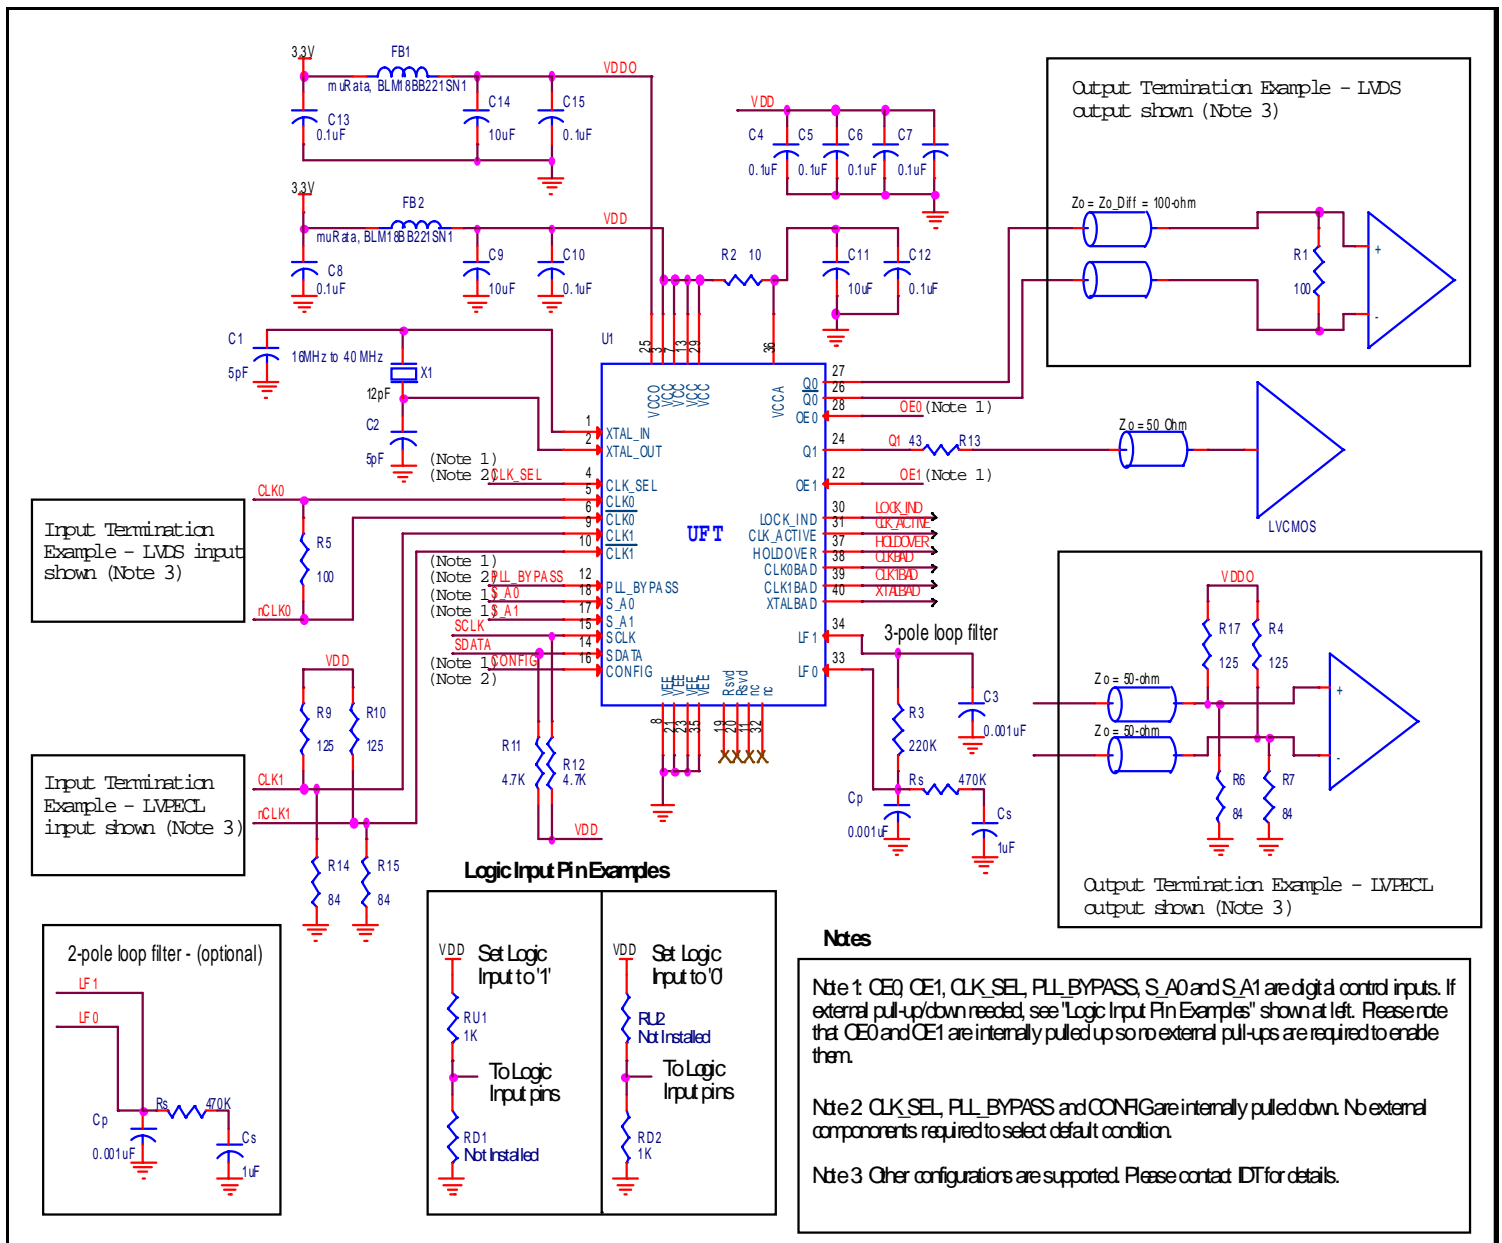 3.3V
FB1
VDDO
muRata, BLM18BB221SN1
C13
0.1uF
C14
10uF
C15
0.1uF
3.3V
FB2
VDD
muRata, BLM18BB221SN1
C8
0.1uF
C9
10uF
C10
0.1uF
VDD
C4
C5
C6
C7
0.1uF
0.1uF
0.1uF
0.1uF
R2 10
C11
10uF
C12
0.1uF
Output Termination Example - LVDS
output shown (Note 3)
Zo = Zo_Diff = 100-ohm
R1
100
+
-
C1
5pF
16MHz to 40 MHz
X1
12pF
C2
5pF
U1
25
3
7
13
29
36
VCCO
VCC
VCC
VCC
VCC
VCCA
UFT
1
XTAL_IN
2
XTAL_OUT
(Note 1)
(Note 2)
CLK_SEL
4
CLK_SEL
5
CLK0
6
CLK0
9
CLK1
10
CLK1
(Note 1)
(Note 2)
PLL_BYPASS
12
PLL_BYPASS
(Note 1)
S_A0
18
S_A0
(Note 1)
S_A1
17
S_A1
SCLK
15
SCLK
SDATA
14
SDATA
(Note 1)
(Note 2)
CONFIG
16
CONFIG
27
Q0
26
Q0
28
OE0
OE0
(Note 1)
24
Q1
Q1
43
R13
Zo = 50 Ohm
LVCMOS
22
OE1
OE1
(Note 1)
30
LOCK_IND
LOCK_IND
31
CLK_ACTIVE
CLK_ACTIVE
37
HOLDOVER
HOLDOVER
38
CLK0BAD
CLKBAD
39
CLK1BAD
CLK1BAD
40
XTALBAD
XTALBAD
34
LF1
33
LF0
VEE
VEE
VEE
VEE
Rsvd
Rsvd
nc
nc
8
21
23
35
19
20
11
32
CLK0
Input Termination
Example - LVDS input
shown (Note 3)
R5
100
nCLK0
VDD
R9
125
R10
125
Input Termination
Example - LVPECL
input shown (Note 3)
CLK1
nCLK1
R14
84
R15
84
R11
4.7K
R12
4.7K
VDD
3-pole loop filter
R3
220K
C3
0.001uF
Rs
470K
Cp
0.001uF
Cs
1uF
VDDO
R17
125
R4
125
Zo = 50-ohm
Zo = 50-ohm
+
-
R6
84
R7
84
Output Termination Example - LVPECL
output shown (Note 3)
2-pole loop filter - (optional)
LF1
LF0
Rs
470K
Cp
0.001uF
Cs
1uF
Logic Input Pin Examples
VDD
Set Logic
Input to '1'
RU1
1K
To Logic
Input pins
RD1
Not Installed
VDD
Set Logic
Input to '0'
RU2
Not Installed
To Logic
Input pins
RD2
1K
Notes
Note 1: OE0, OE1, CLK_SEL, PLL_BYPASS, S_A0 and S_A1 are digital control inputs. If
external pull-up/down needed, see "Logic Input Pin Examples" shown at left. Please note
that OE0 and OE1 are internally pulled up so no external pull-ups are required to enable
them.
Note 2: CLK_SEL, PLL_BYPASS and CONFIG are internally pulled down. No external
compononents required to select default condition.
Note 3: Other configurations are supported. Please contact IDT for details.